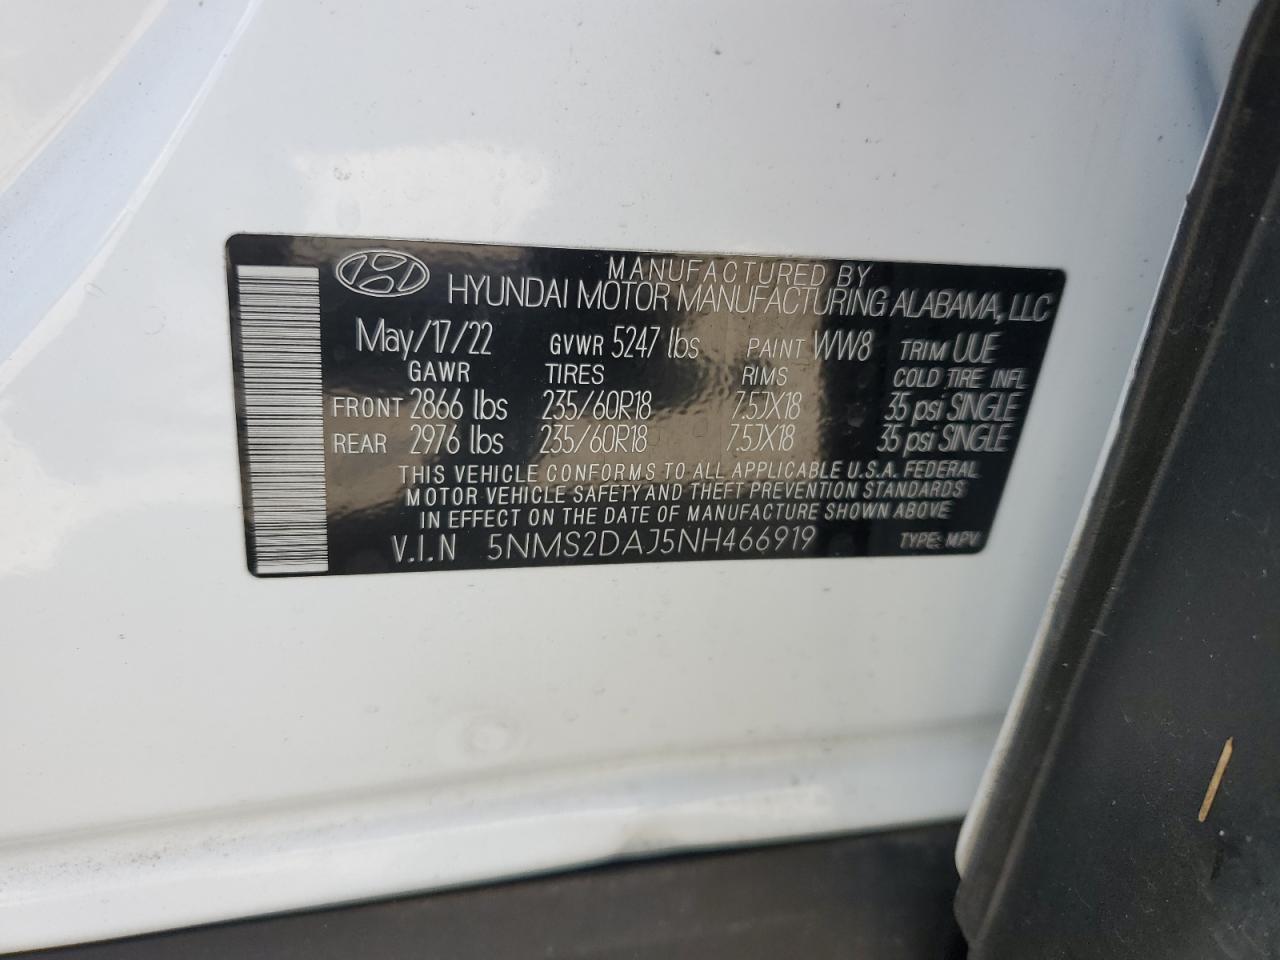 MANUFACTURED BY
HYUNDAI MOTOR MANUFACTURING ALABAMA, LLC
May/17/22 GVWR 5247 lbs PAINT WW8 TRIM UUE
GAWR TIRES RIMS COLD TIRE INFL
FRONT 2866 lbs 235/60R18 7.5JX18 35 psi SINGLE
REAR 2976 lbs 235/60R18 7.5JX18 35 psi SINGLE
THIS VEHICLE CONFORMS TO ALL APPLICABLE U.S.A. FEDERAL
MOTOR VEHICLE SAFETY AND THEFT PREVENTION STANDARDS
IN EFFECT ON THE DATE OF MANUFACTURE SHOWN ABOVE
V.I.N 5NMS2DAJ5NH466919 TYPE: MPV